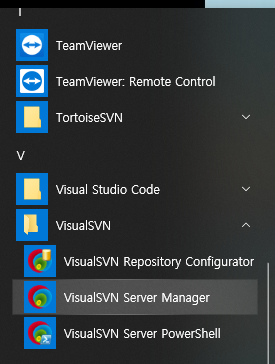 TeamViewer
TeamViewer: Remote Control
TortoiseSVN
V
Visual Studio Code
VisualSVN
VisualSVN Repository Configurator
VisualSVN Server Manager
VisualSVN Server PowerShell